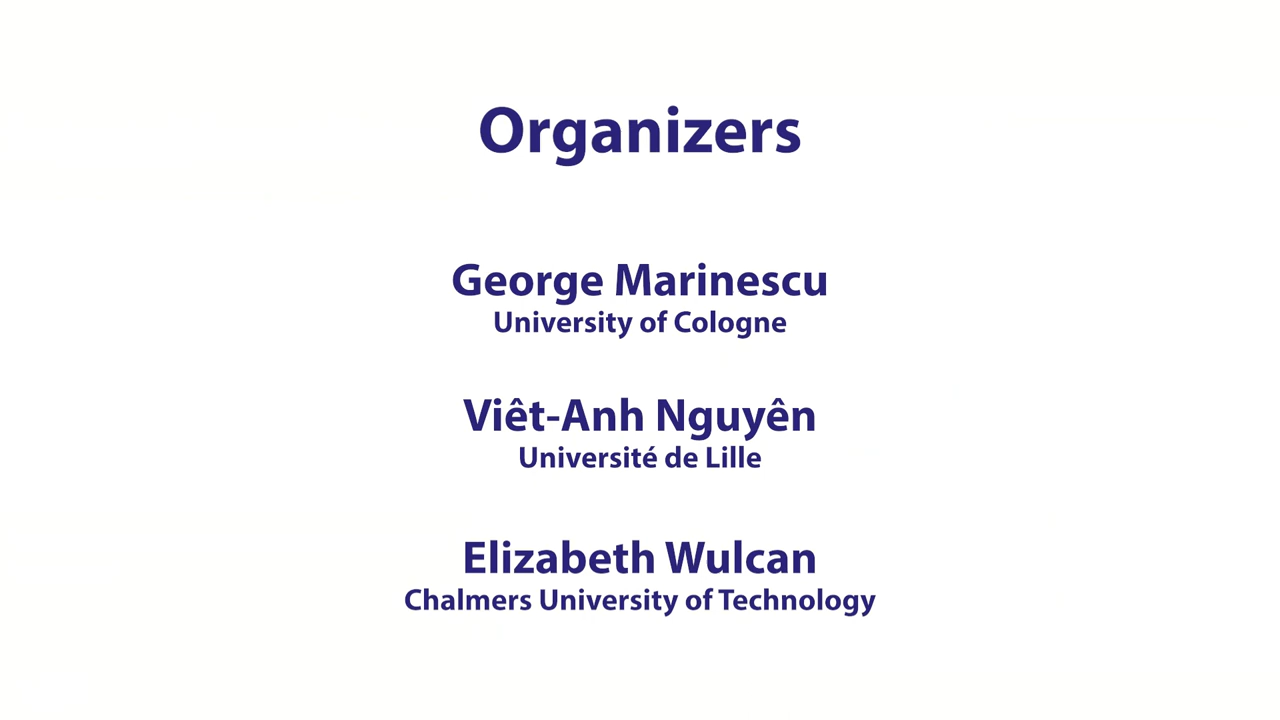 Organizers
George Marinescu
University of Cologne
Viêt-Anh Nguyên
Université de Lille
Elizabeth Wulcan
Chalmers University of Technology